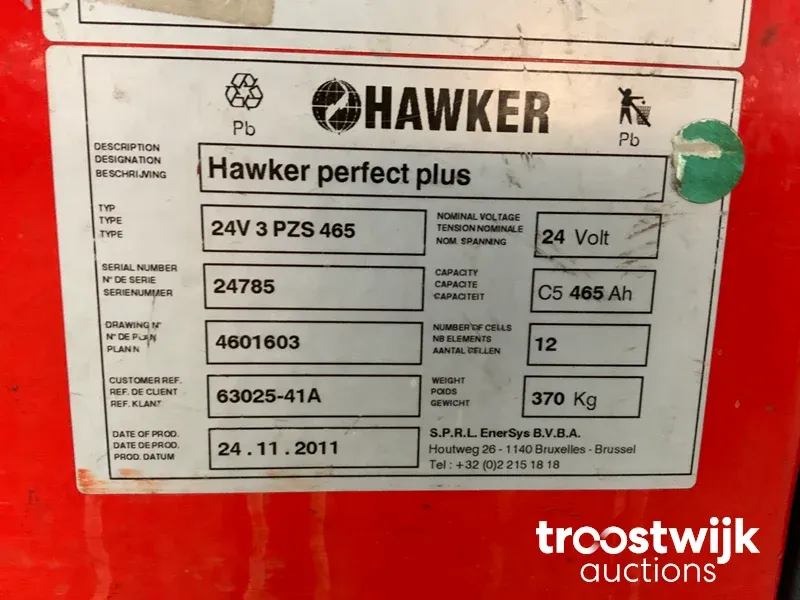 Pb
HAWKER
Pb
DESCRIPTION
DESIGNATION
BESCHRIJVING
Hawker perfect plus
TYP
TYPE
TYPE
24V 3 PZS 465
NOMINAL VOLTAGE
TENSION NOMINALE
NOM. SPANNING
24 Volt
SERIAL NUMBER
N° DE SERIE
SERIENUMMER
24785
CAPACITY
CAPACITE
CAPACITEIT
C5 465 Ah
DRAWING N°
N° DE PLAN
PLAN N
4601603
NUMBER OF CELLS
NB ELEMENTS
AANTAL CELLEN
12
CUSTOMER REF.
REF. DE CLIENT
REF. KLANT
63025-41A
WEIGHT
POIDS
GEWICHT
370 Kg
DATE OF PROD.
DATE DE PROD.
PROD. DATUM
24.11.2011
S.P.R.L. EnerSys B.V.B.A.
Houtweg 26 - 1140 Bruxelles - Brussel
Tel : +32 (0)2 215 18 18
troostwijk
auctions